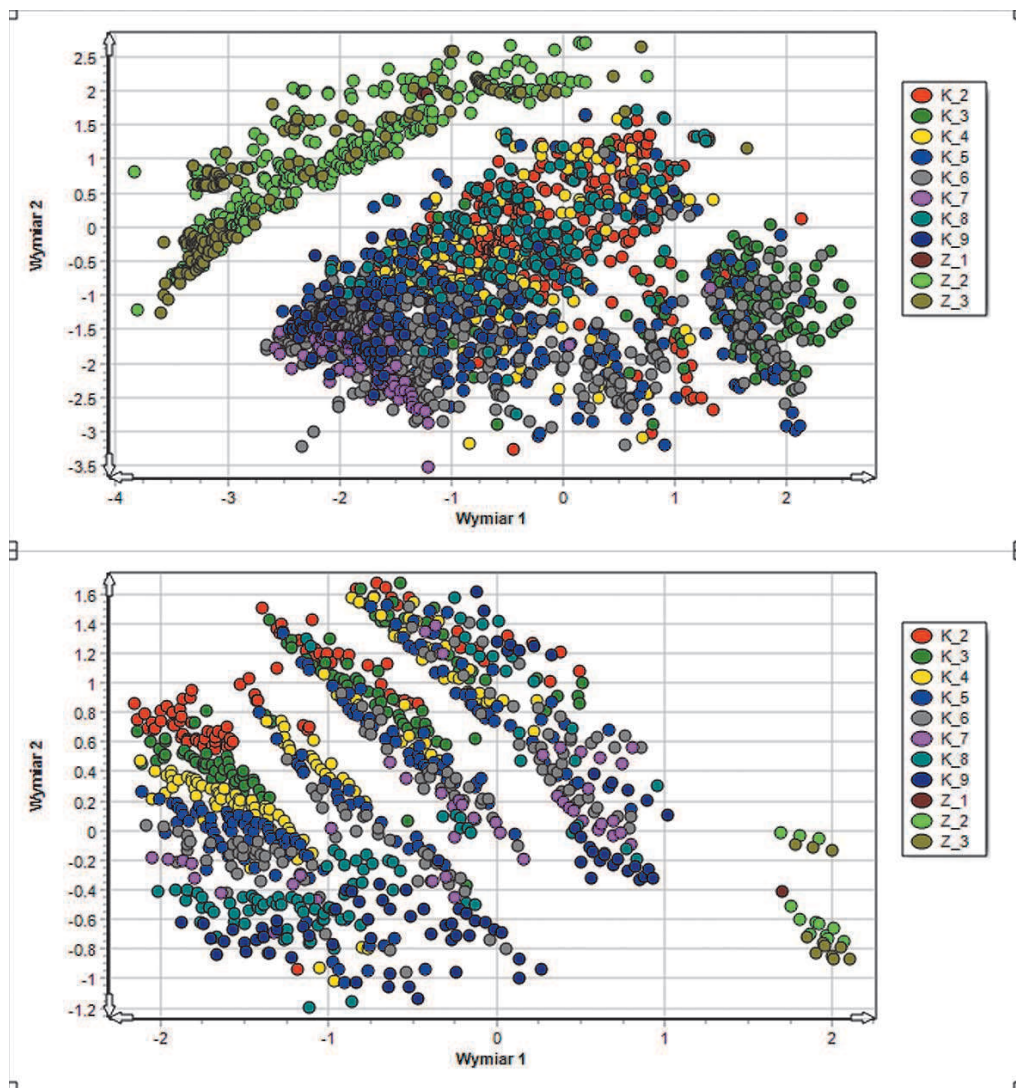 2.5
2
1.5
1
0.5
0
-0.5
-1
-1.5
-2
-2.5
-3
-3.5
Wymiar 2
-4 -3 -2 -1 0 1 2
Wymiar 1
K_2
K_3
K_4
K_5
K_6
K_7
K_8
K_9
Z_1
Z_2
Z_3
1.6
1.4
1.2
1
0.8
0.6
0.4
0.2
0
-0.2
-0.4
-0.6
-0.8
-1
-1.2
Wymiar 2
-2 -1 0 1 2
Wymiar 1
K_2
K_3
K_4
K_5
K_6
K_7
K_8
K_9
Z_1
Z_2
Z_3